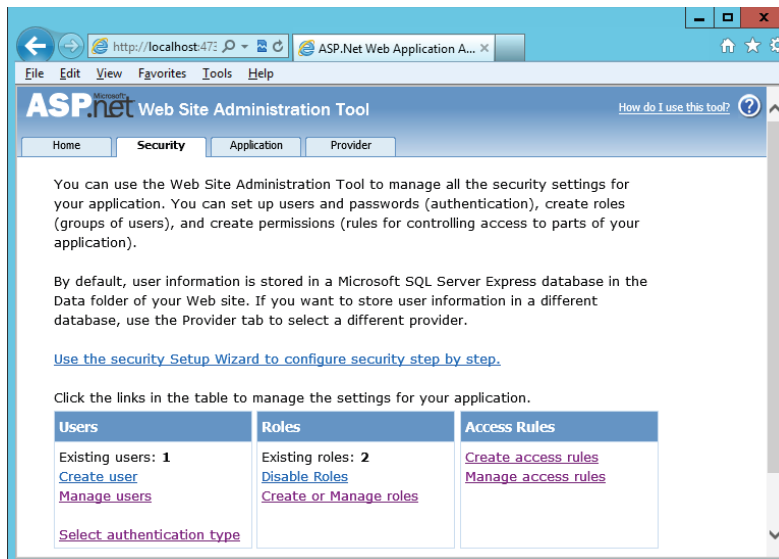 http://localhost:473
ASP.Net Web Application A...
File Edit View Favorites Tools Help
Microsoft
ASP.net Web Site Administration Tool
How do I use this tool? ?
Home Security Application Provider
You can use the Web Site Administration Tool to manage all the security settings for
your application. You can set up users and passwords (authentication), create roles
(groups of users), and create permissions (rules for controlling access to parts of your
application).
By default, user information is stored in a Microsoft SQL Server Express database in the
Data folder of your Web site. If you want to store user information in a different
database, use the Provider tab to select a different provider.
Use the security Setup Wizard to configure security step by step.
Click the links in the table to manage the settings for your application.
Users Roles Access Rules
Existing users: 1 Existing roles: 2 Create access rules
Create user Disable Roles Manage access rules
Manage users Create or Manage roles
Select authentication type